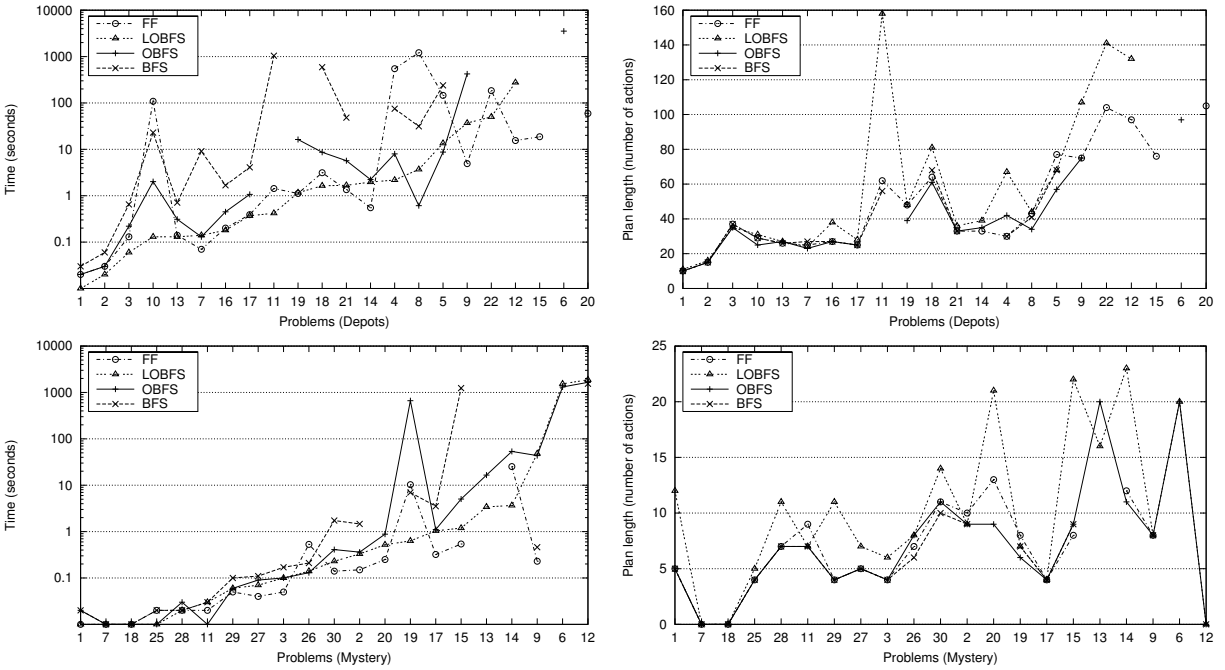 Time (seconds)
10000
1000
100
10
1
0.1
FF
LOBFS
OBFS
BFS
1 2 3 10 13 7 16 17 11 19 18 21 14 4 8 5 9 22 12 15 6 20
Problems (Depots)
Plan length (number of actions)
160
140
120
100
80
60
40
20
0
FF
LOBFS
OBFS
BFS
1 2 3 10 13 7 16 17 11 19 18 21 14 4 8 5 9 22 12 15 6 20
Problems (Depots)
Time (seconds)
10000
1000
100
10
1
0.1
FF
LOBFS
OBFS
BFS
1 7 18 25 28 11 29 27 3 26 30 2 20 19 17 15 13 14 9 6 12
Problems (Mystery)
Plan length (number of actions)
25
20
15
10
5
0
FF
LOBFS
OBFS
BFS
1 7 18 25 28 11 29 27 3 26 30 2 20 19 17 15 13 14 9 6 12
Problems (Mystery)